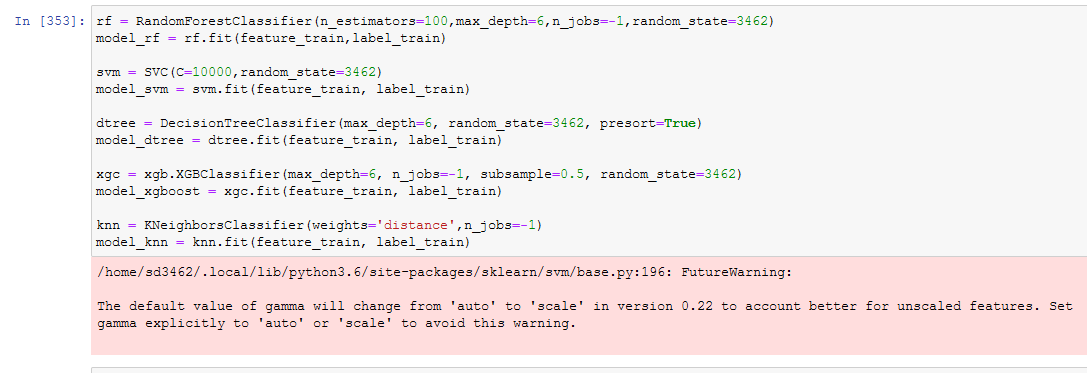 In [353]: rf = RandomForestClassifier(n_estimators=100,max_depth=6,n_jobs=-1,random_state=3462)
model_rf = rf.fit(feature_train,label_train)
svm = SVC(C=10000,random_state=3462)
model_svm = svm.fit(feature_train, label_train)
dtree = DecisionTreeClassifier(max_depth=6, random_state=3462, presort=True)
model_dtree = dtree.fit(feature_train, label_train)
xgc = xgb.XGBClassifier(max_depth=6, n_jobs=-1, subsample=0.5, random_state=3462)
model_xgboost = xgc.fit(feature_train, label_train)
knn = KNeighborsClassifier(weights='distance',n_jobs=-1)
model_knn = knn.fit(feature_train, label_train)
/home/sd3462/.local/lib/python3.6/site-packages/sklearn/svm/base.py:196: FutureWarning:
The default value of gamma will change from 'auto' to 'scale' in version 0.22 to account better for unscaled features. Set
gamma explicitly to 'auto' or 'scale' to avoid this warning.